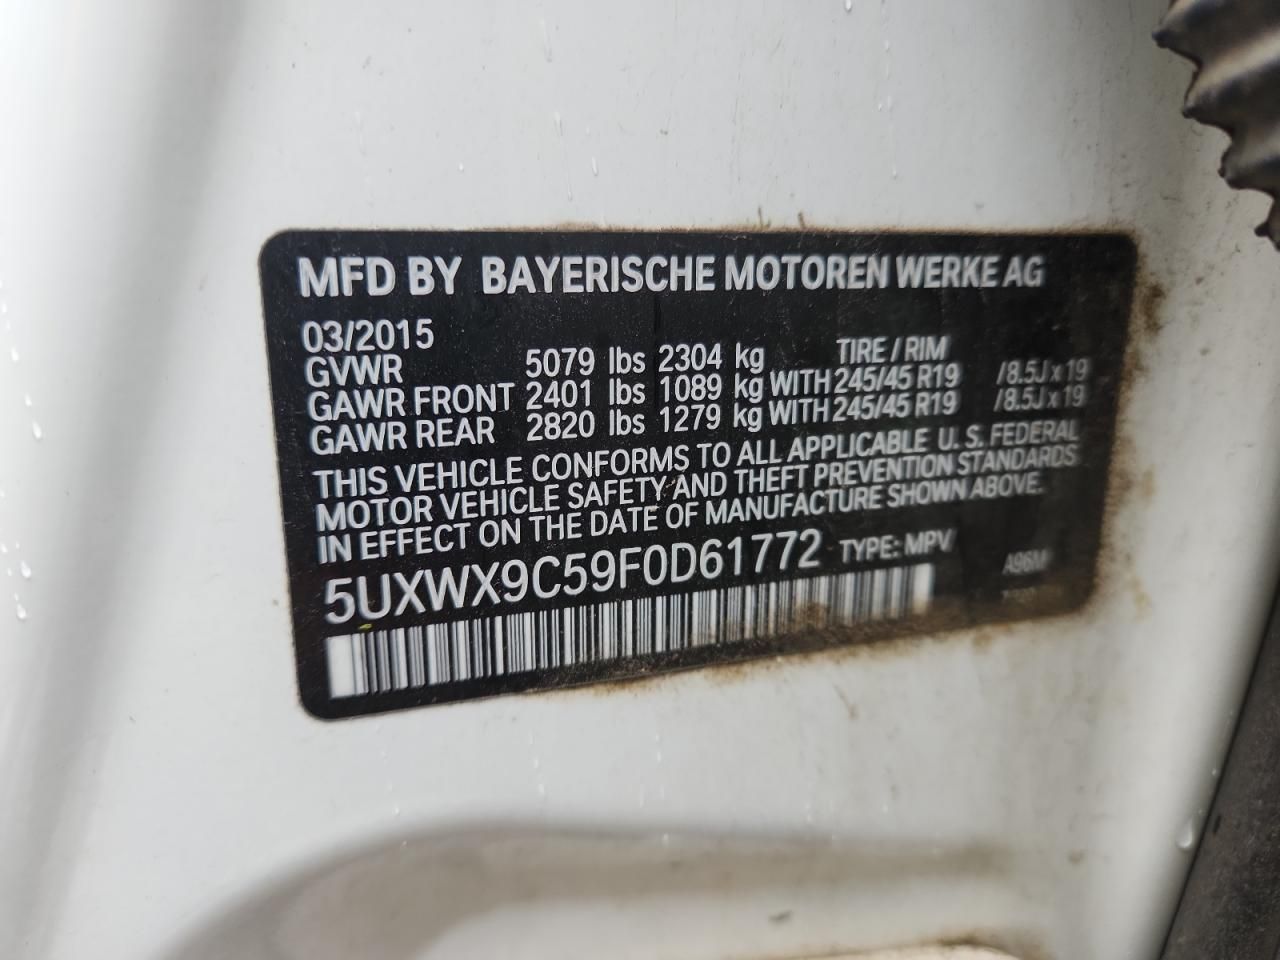 MFD BY BAYERISCHE MOTOREN WERKE AG
03/2015
GVWR 5079 lbs 2304 kg TIRE / RIM
GAWR FRONT 2401 lbs 1089 kg WITH 245/45 R19 /8.5J x 19
GAWR REAR 2820 lbs 1279 kg WITH 245/45 R19 /8.5J x 19
THIS VEHICLE CONFORMS TO ALL APPLICABLE U.S. FEDERAL
MOTOR VEHICLE SAFETY AND THEFT PREVENTION STANDARDS
IN EFFECT ON THE DATE OF MANUFACTURE SHOWN ABOVE.
5UXWX9C59F0D61772 TYPE: MPV
A96M